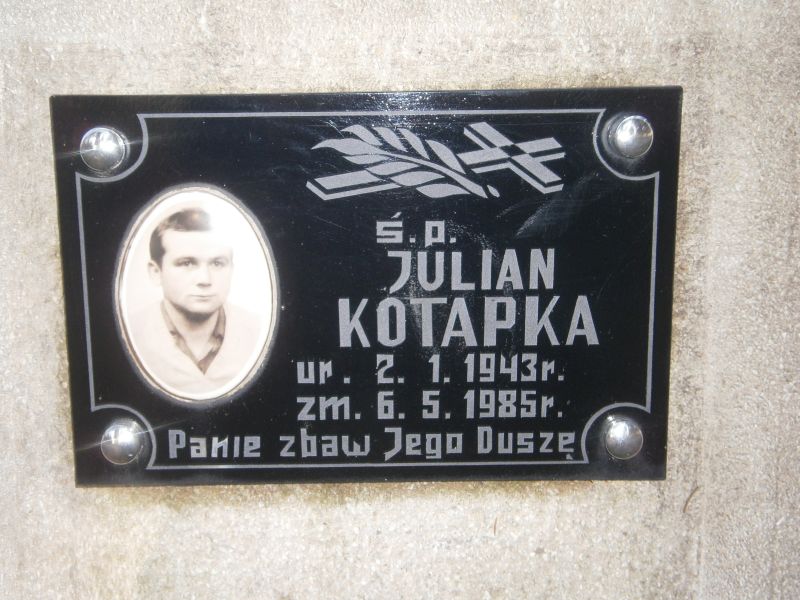 ś.p.
JULIAN
KOTAPKA
ur. 2. 1. 1943r.
zm. 6. 5. 1985r.
Panie zbaw Jego Duszę